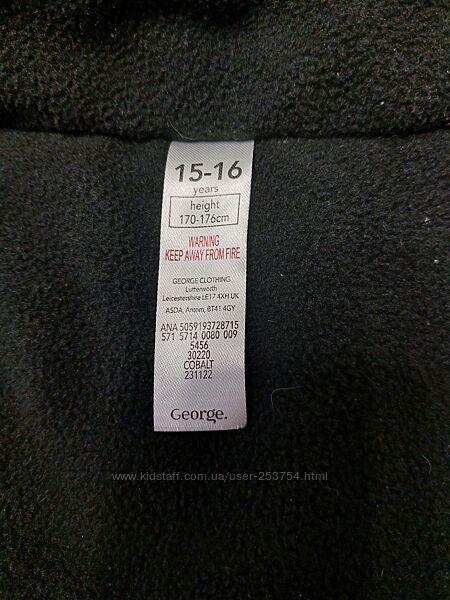 15-16
years
height
170-176cm
WARNING
KEEP AWAY FROM FIRE
GEORGE CLOTHING
Lutterworth
Leicestershire LE17 4XH UK
ASDA, Antrim, BT41 4GY
ANA 5059193728715
571 5714 0080 009
5456
30220
COBALT
231122
George.
www.kidstaff.com.ua/user-253754.html